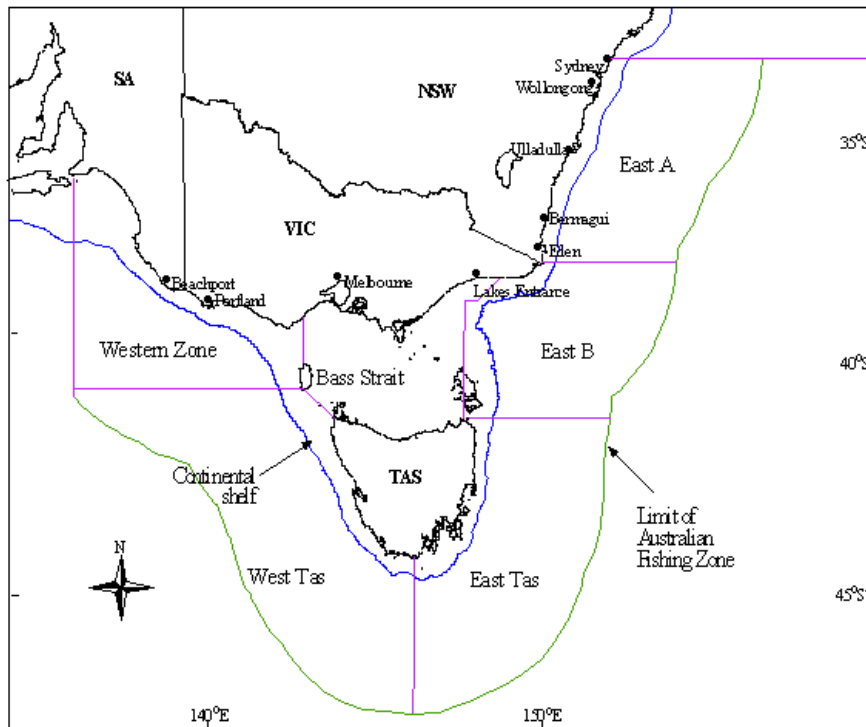 SA
NSW
Sydney
Wollongong
35°S
Ulladulla
East A
Bermagui
VIC
Eden
Beachport
Melbourne
Lakes Entrance
Portland
Western Zone
East B
40°S
Bass Strait
Continental
shelf
TAS
Limit of
Australian
Fishing Zone
N
West Tas
East Tas
45°S
140°E
150°E